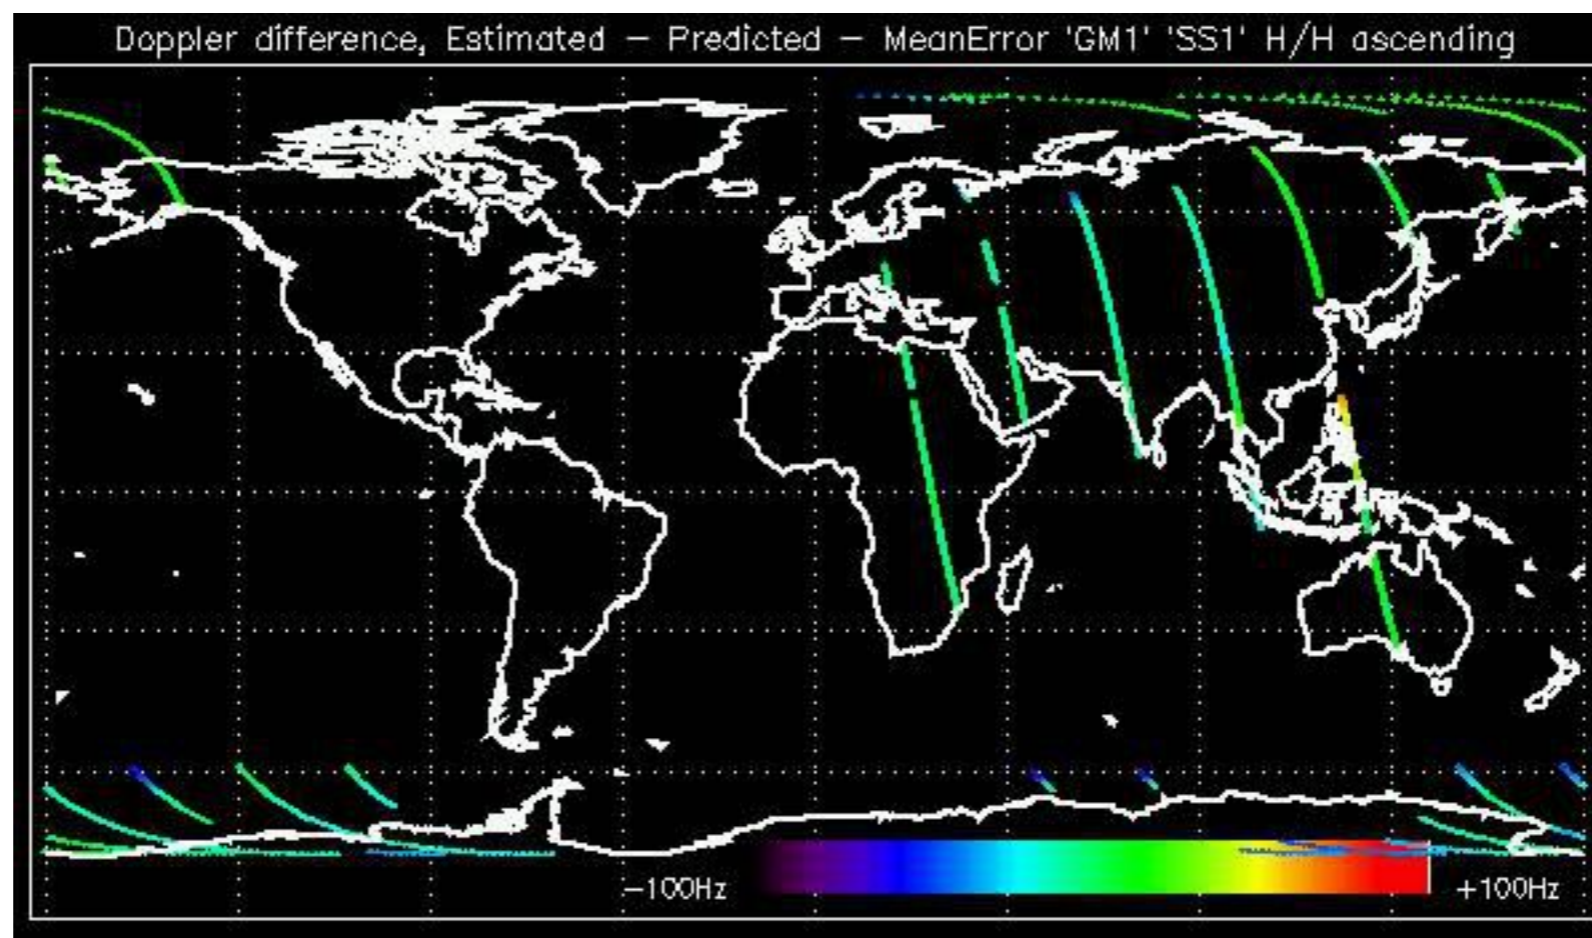 Doppler difference, Estimated – Predicted – MeanError 'GM1' 'SS1' H/H ascending
–100Hz
+100Hz